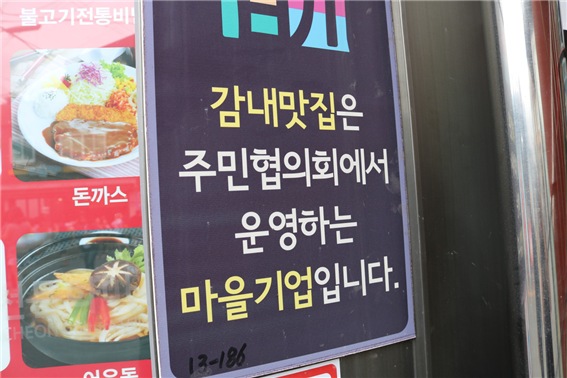 불고기전통비빔
돈까스
CHEON
감내맛집은
주민협의회에서
운영하는
마을기업입니다.
13-186